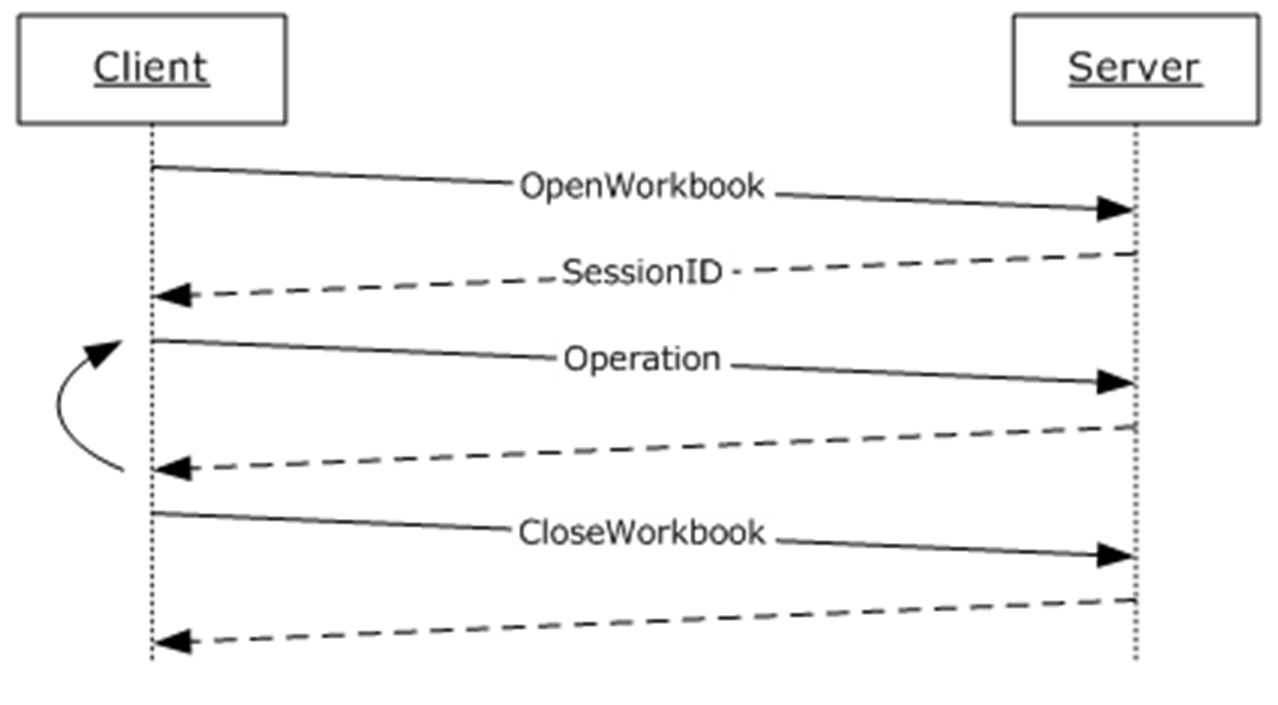 Client
Server
OpenWorkbook
SessionID
Operation
CloseWorkbook